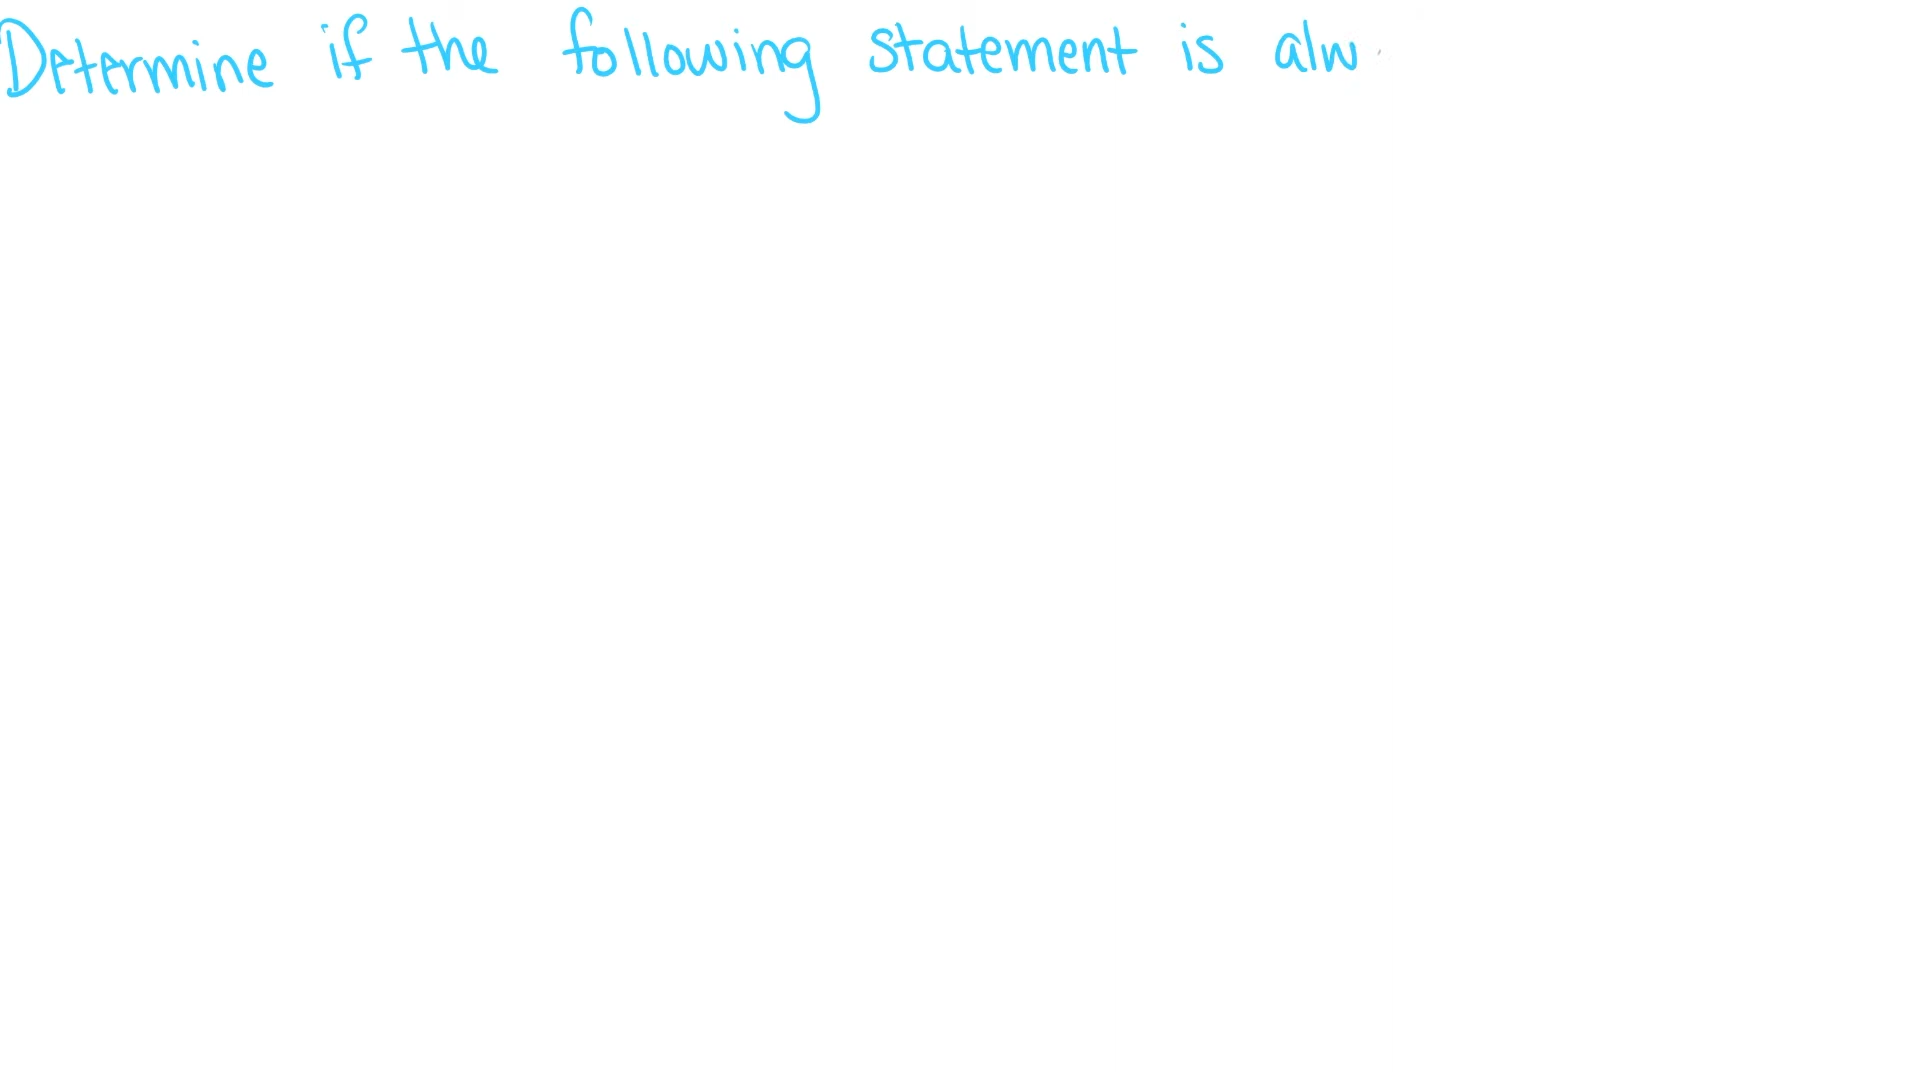 Determine if the following statement is alw